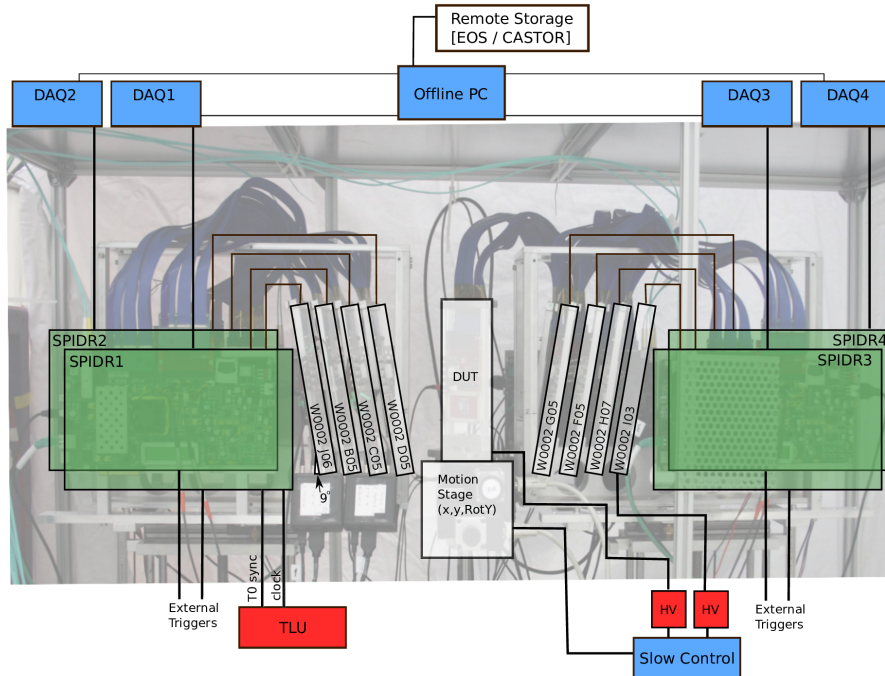 Remote Storage
[EOS / CASTOR]
DAQ2
DAQ1
Offline PC
DAQ3
DAQ4
SPIDR2
SPIDR1
SPIDR4
SPIDR3
DUT
W0002 J06
W0002 B05
W0002 C05
W0002 D05
W0002 G05
W0002 F05
W0002 H07
W0002 I03
9°
Motion
Stage
(x,y,RotY)
T0 sync
clock
External
Triggers
TLU
HV
HV
External
Triggers
Slow Control